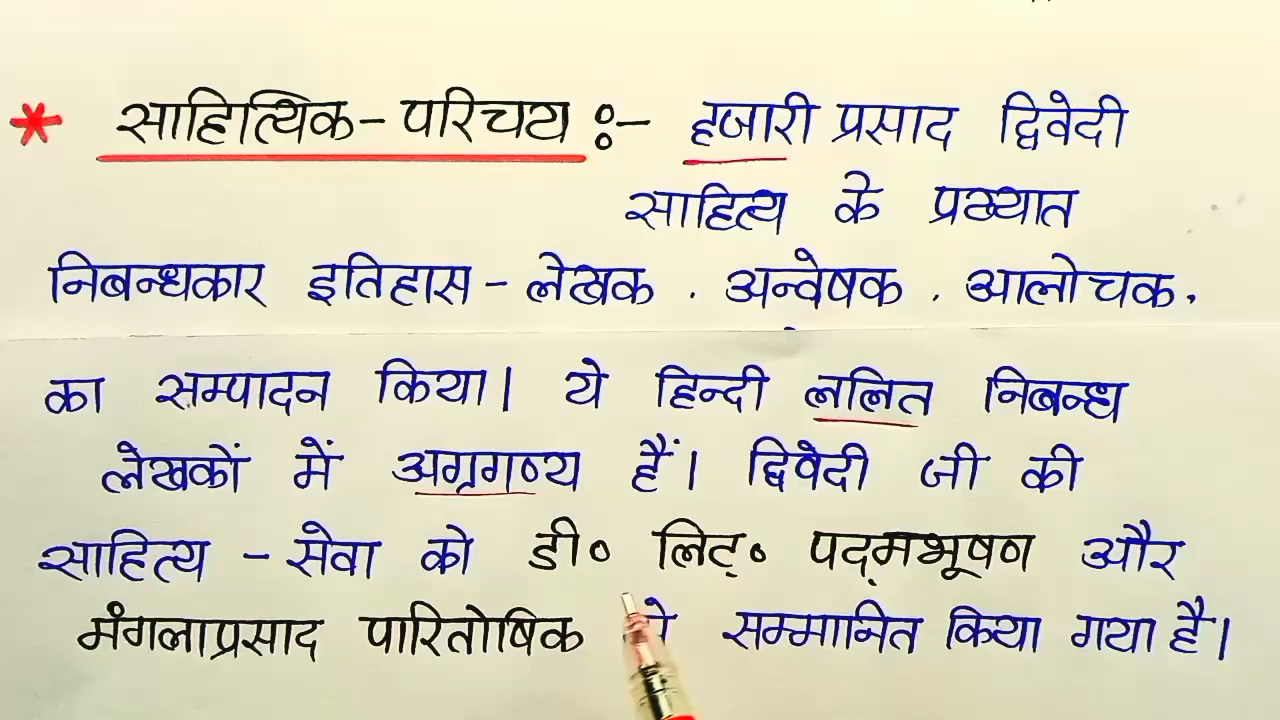 * साहित्यिक-परिचय :- हजारी प्रसाद द्विवेदी
साहित्य के प्रख्यात
निबन्धकार इतिहास-लेखक, अन्वेषक, आलोचक,
का सम्पादन किया। ये हिन्दी ललित निबन्ध
लेखकों में अग्रगण्य हैं। द्विवेदी जी की
साहित्य-सेवा को डी० लिट्० पद्मभूषण और
मंगलाप्रसाद पारितोषिक सम्मानित किया गया है।